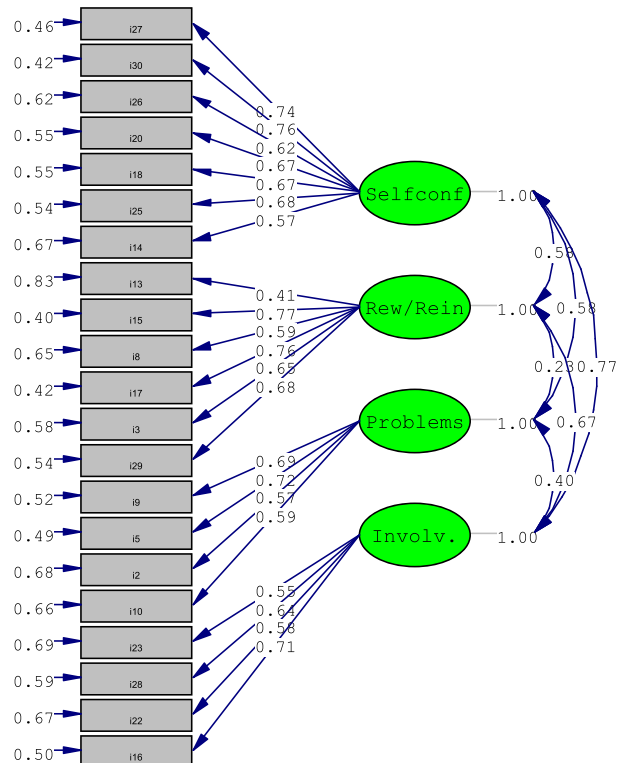 0.46 i27
0.42 i30
0.62 i26
0.55 i20
0.55 i18
0.54 i25
0.67 i14
0.83 i13
0.40 i15
0.65 i8
0.42 i17
0.58 i3
0.54 i29
0.52 i9
0.49 i5
0.68 i2
0.66 i10
0.69 i23
0.59 i28
0.67 i22
0.50 i16
0.74
0.76
0.62
0.67
0.67
0.68
0.57
0.41
0.77
0.59
0.76
0.65
0.68
0.69
0.72
0.57
0.59
0.55
0.64
0.58
0.71
Selfconf 1.00
Rew/Rein 1.00
Problems 1.00
Involv. 1.00
0.58
0.58
0.23 0.77
0.67
0.40